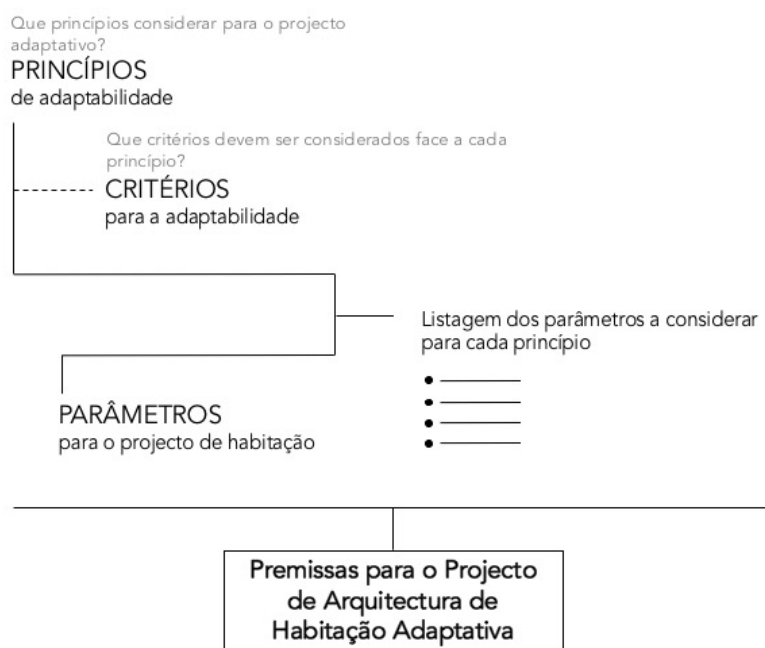 Que princípios considerar para o projecto
adaptativo?
PRINCÍPIOS
de adaptabilidade
Que critérios devem ser considerados face a cada
princípio?
CRITÉRIOS
para a adaptabilidade
Listagem dos parâmetros a considerar
para cada princípio
PARÂMETROS
para o projecto de habitação
Premissas para o Projecto
de Arquitectura de
Habitação Adaptativa